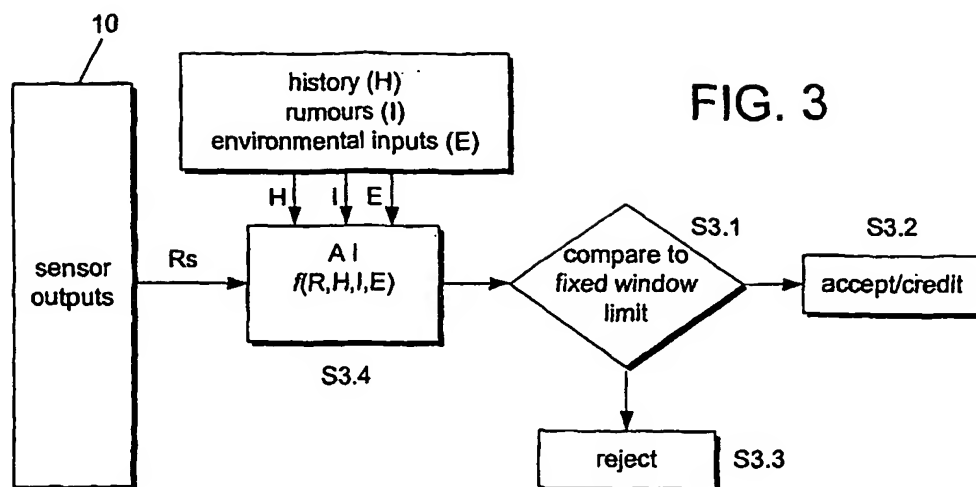 10
history (H)
rumours (I)
environmental inputs (E)
FIG. 3
H I E
sensor
outputs
Rs
A I
f(R,H,I,E)
S3.4
compare to
fixed window
limit
S3.1
S3.2
accept/credit
reject
S3.3